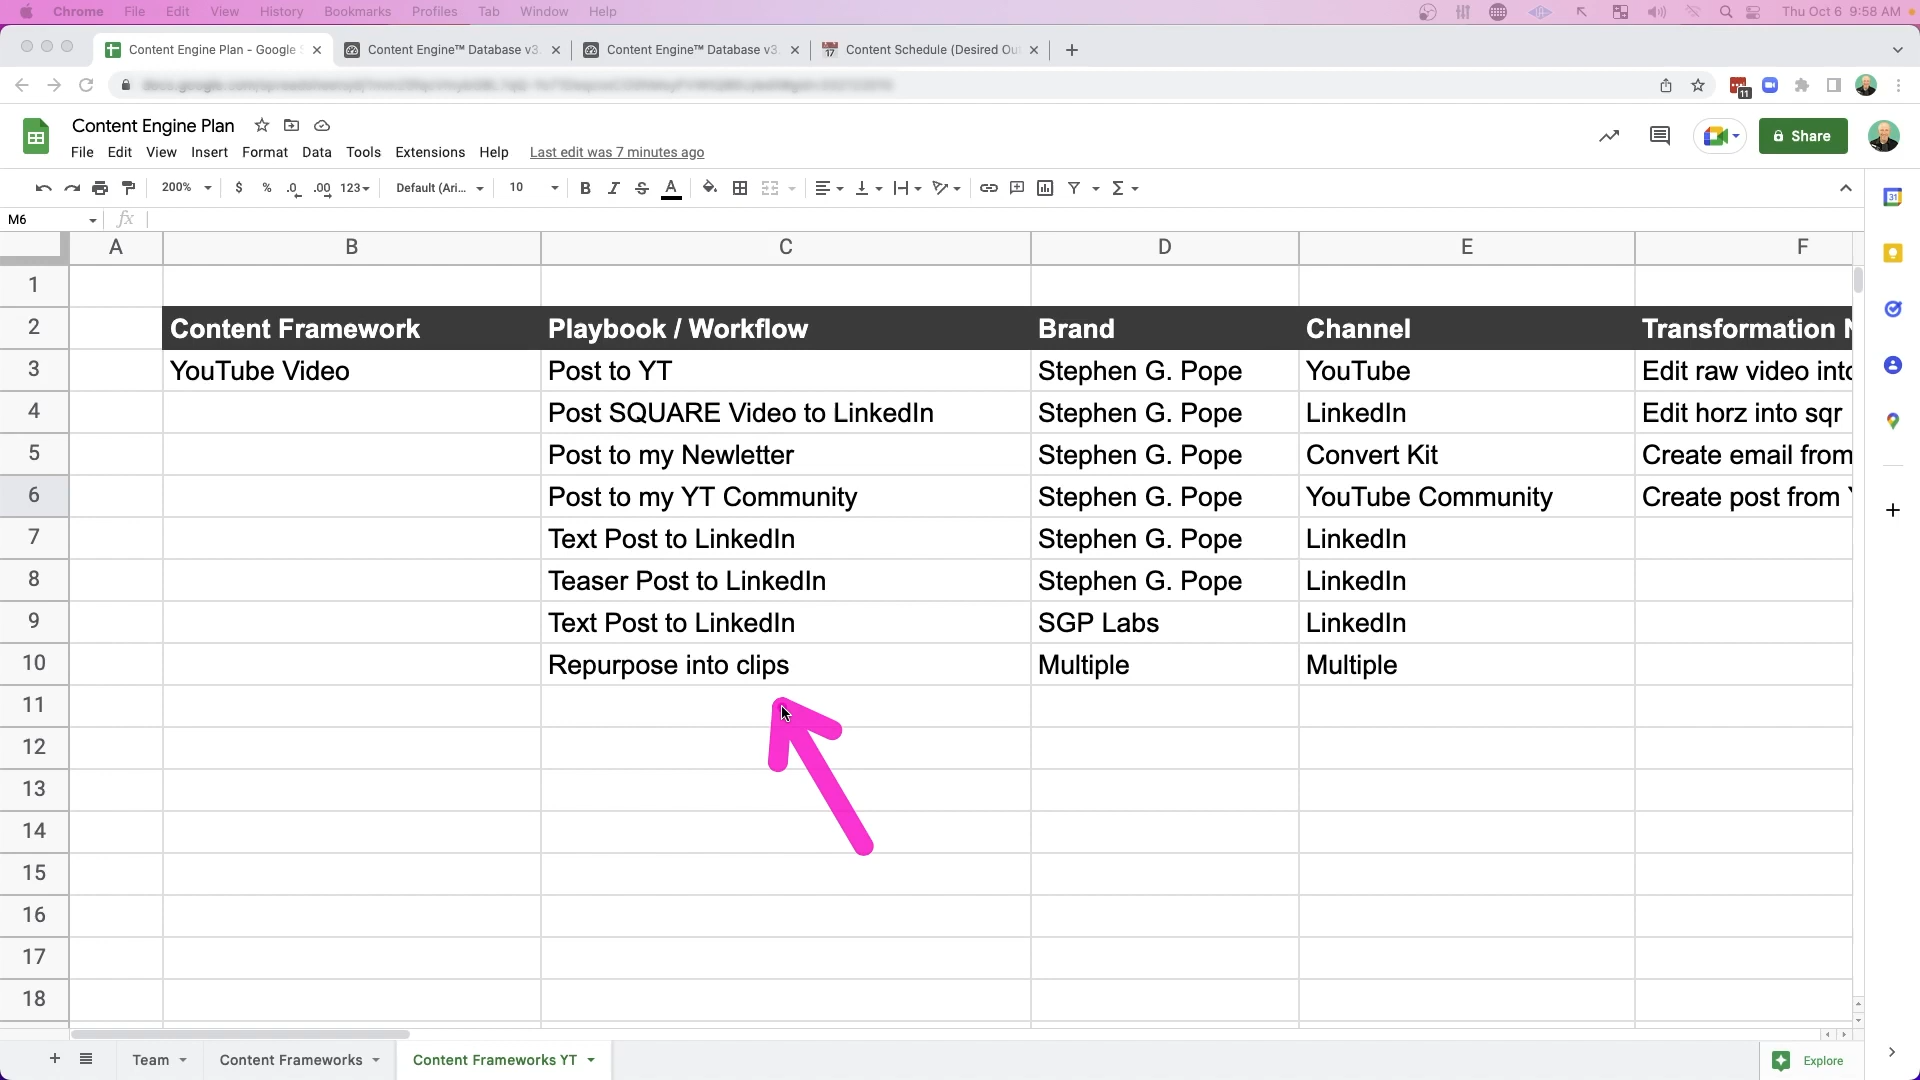 Chrome File Edit View History Bookmarks Profiles Tab Window Help Thu Oct 6 9:58 AM
Content Engine Plan - Google S Content Engine™ Database v3. Content Engine™ Database v3. Content Schedule (Desired Ou
11
Content Engine Plan
File Edit View Insert Format Data Tools Extensions Help Last edit was 7 minutes ago
Share
200% $ % .0 .00 123 Default (Ari... 10 B I S A
M6 fx
A B C D E F
1
2 Content Framework Playbook / Workflow Brand Channel Transformation
3 YouTube Video Post to YT Stephen G. Pope YouTube Edit raw video into
4 Post SQUARE Video to LinkedIn Stephen G. Pope LinkedIn Edit horz into sqr
5 Post to my Newletter Stephen G. Pope Convert Kit Create email from
6 Post to my YT Community Stephen G. Pope YouTube Community Create post from
7 Text Post to LinkedIn Stephen G. Pope LinkedIn
8 Teaser Post to LinkedIn Stephen G. Pope LinkedIn
9 Text Post to LinkedIn SGP Labs LinkedIn
10 Repurpose into clips Multiple Multiple
11
12
13
14
15
16
17
18
Team Content Frameworks Content Frameworks YT Explore